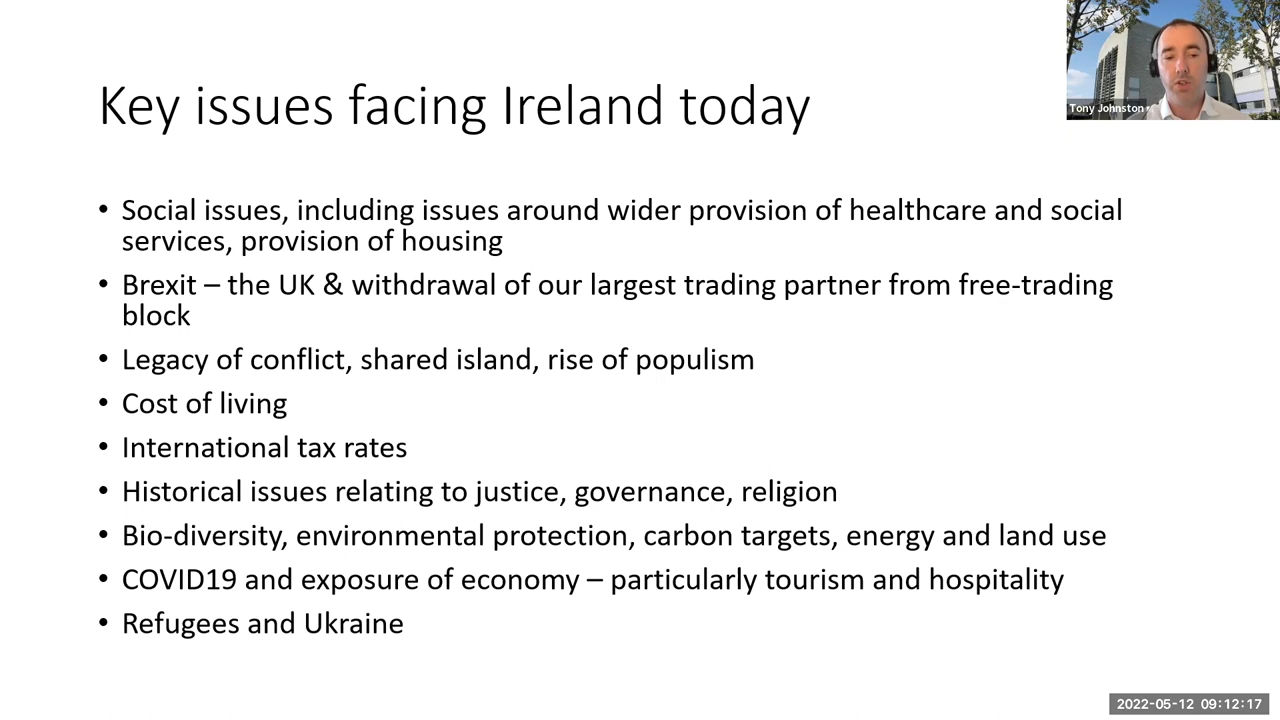 Key issues facing Ireland today
Tony Johnston
• Social issues, including issues around wider provision of healthcare and social
services, provision of housing
• Brexit – the UK & withdrawal of our largest trading partner from free-trading
block
• Legacy of conflict, shared island, rise of populism
• Cost of living
• International tax rates
• Historical issues relating to justice, governance, religion
• Bio-diversity, environmental protection, carbon targets, energy and land use
• COVID19 and exposure of economy – particularly tourism and hospitality
• Refugees and Ukraine
2022-05-12 09:12:17